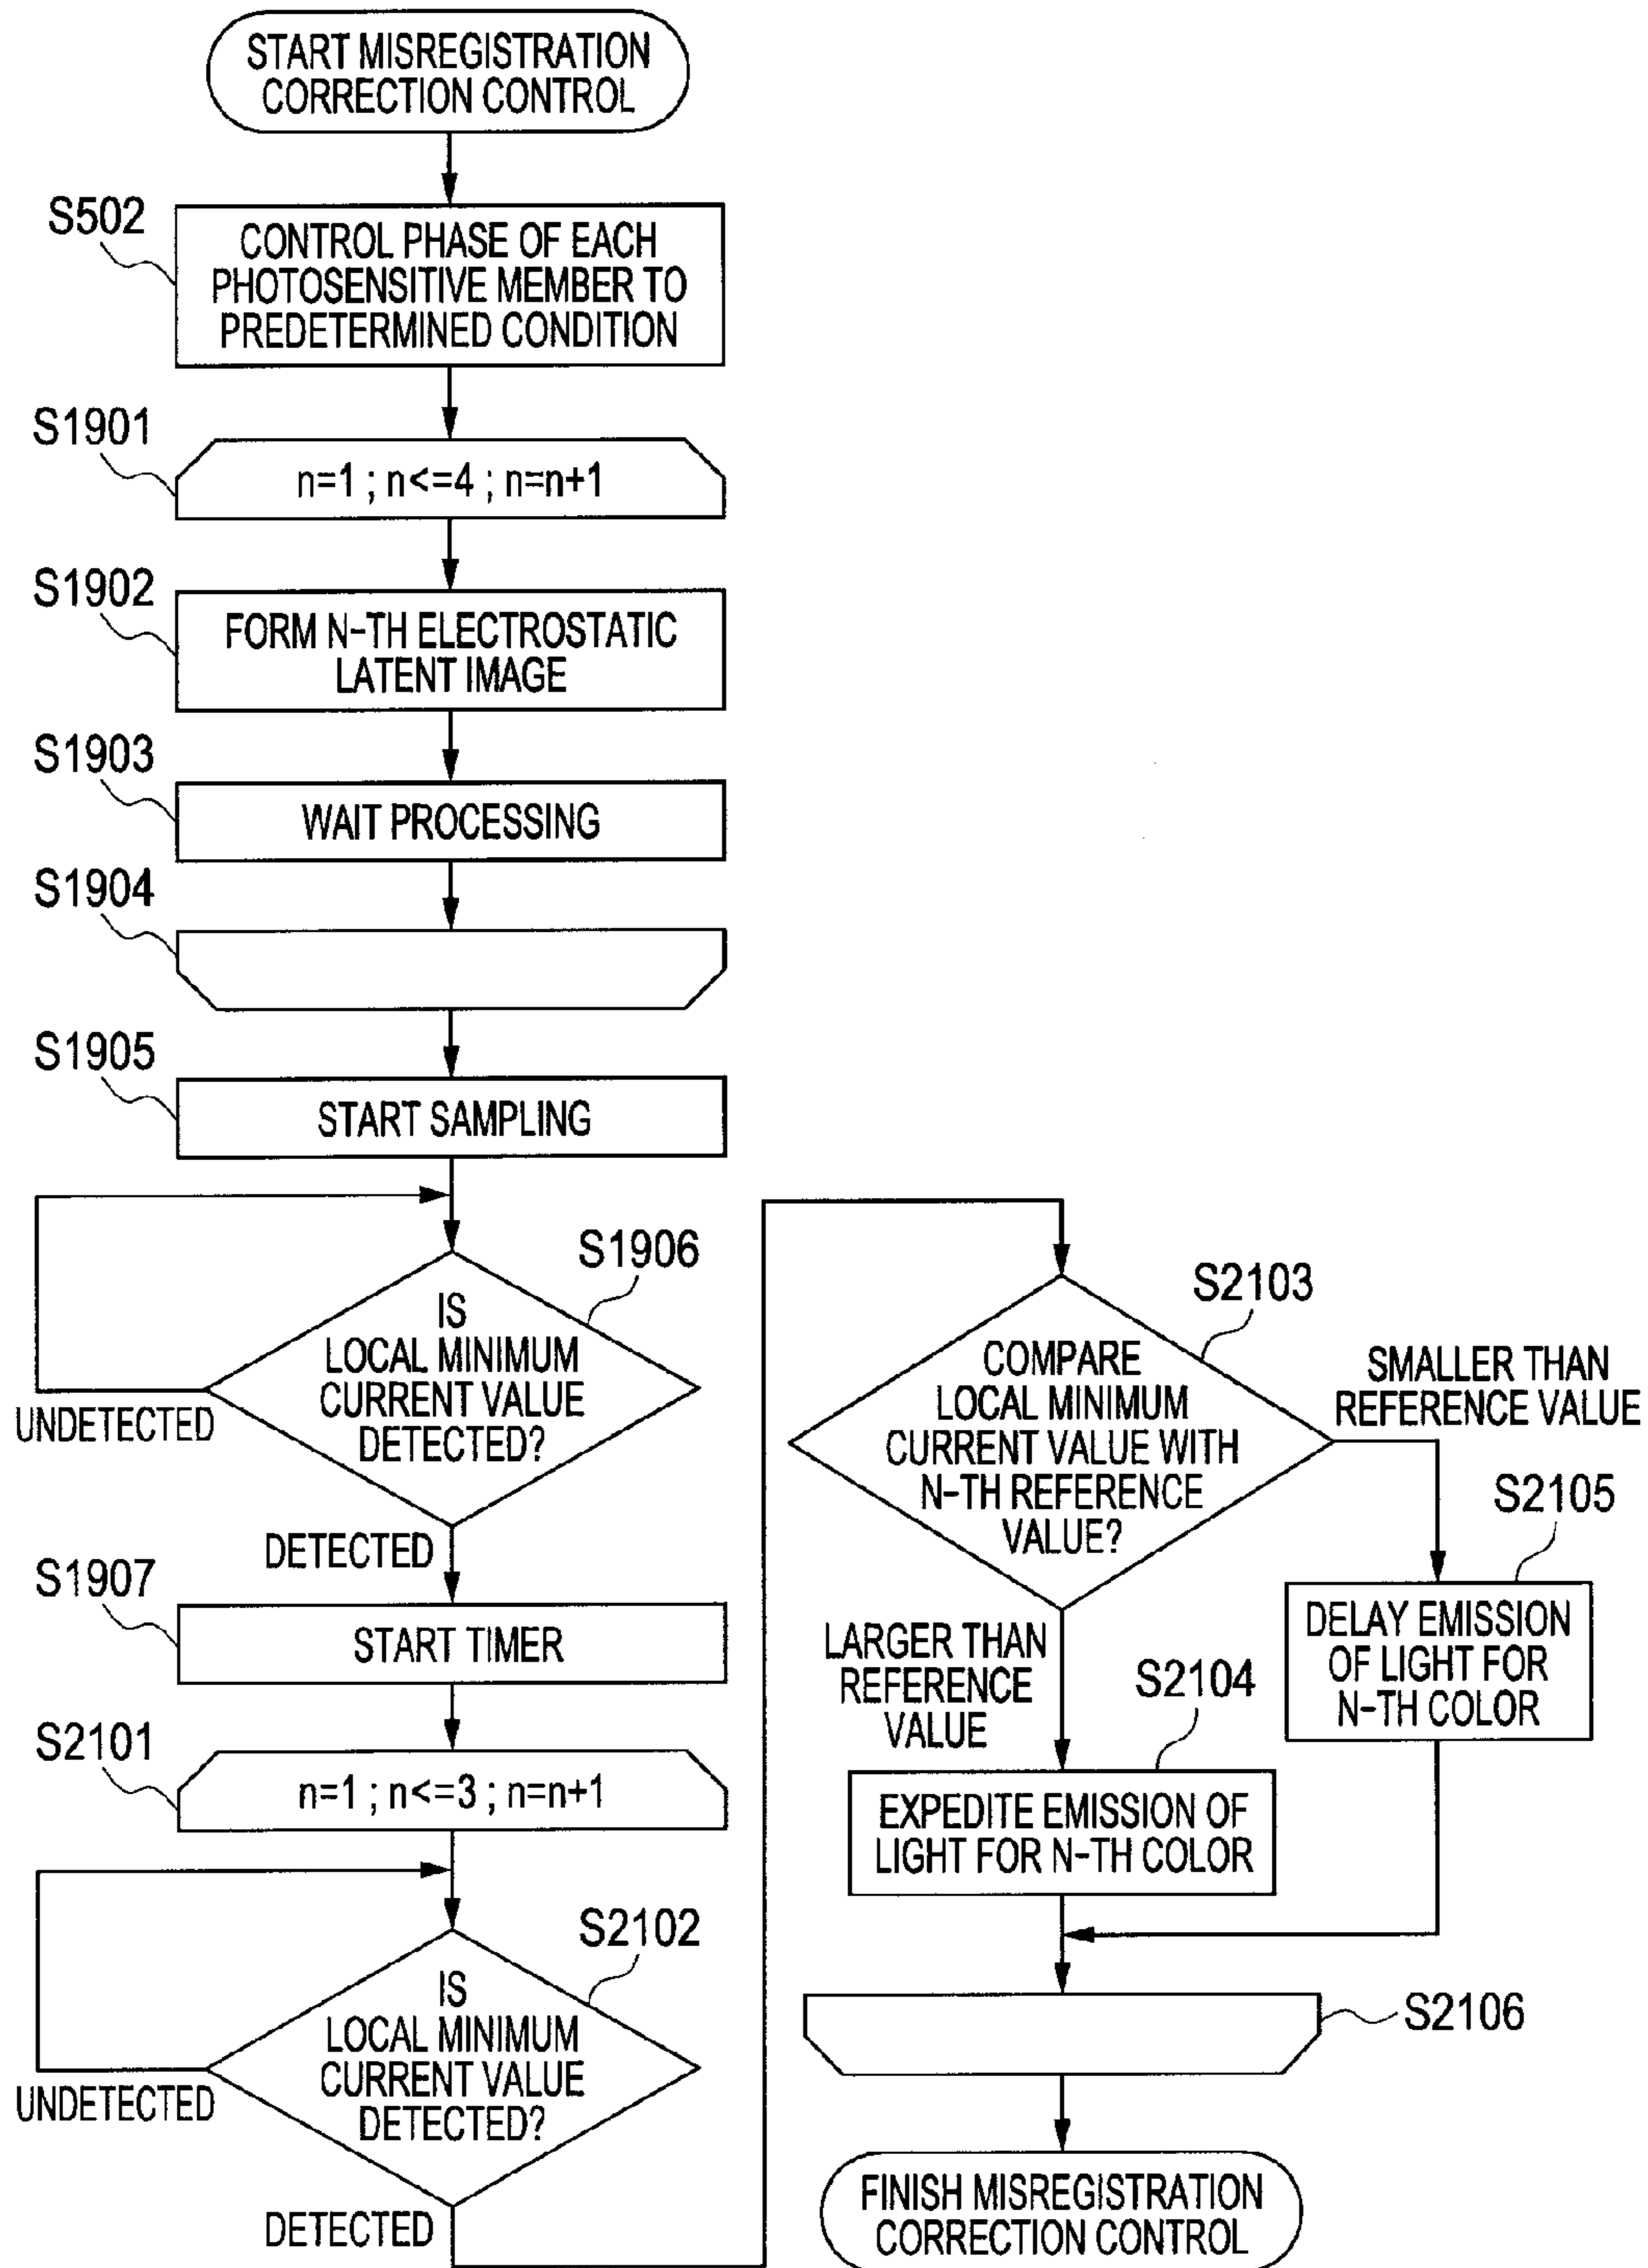 START MISREGISTRATION
CORRECTION CONTROL
S502
CONTROL PHASE OF EACH
PHOTOSENSITIVE MEMBER TO
PREDETERMINED CONDITION
S1901
n=1 ; n<=4 ; n=n+1
S1902
FORM N-TH ELECTROSTATIC
LATENT IMAGE
S1903
WAIT PROCESSING
S1904
S1905
START SAMPLING
S1906
IS
LOCAL MINIMUM
CURRENT VALUE
DETECTED?
UNDETECTED
DETECTED
S1907
START TIMER
S2101
n=1 ; n<=3 ; n=n+1
S2102
IS
LOCAL MINIMUM
CURRENT VALUE
DETECTED?
UNDETECTED
DETECTED
S2103
COMPARE
LOCAL MINIMUM
CURRENT VALUE WITH
N-TH REFERENCE
VALUE?
SMALLER THAN
REFERENCE VALUE
S2105
DELAY EMISSION
OF LIGHT FOR
N-TH COLOR
LARGER THAN
REFERENCE
VALUE
S2104
EXPEDITE EMISSION OF
LIGHT FOR N-TH COLOR
S2106
FINISH MISREGISTRATION
CORRECTION CONTROL